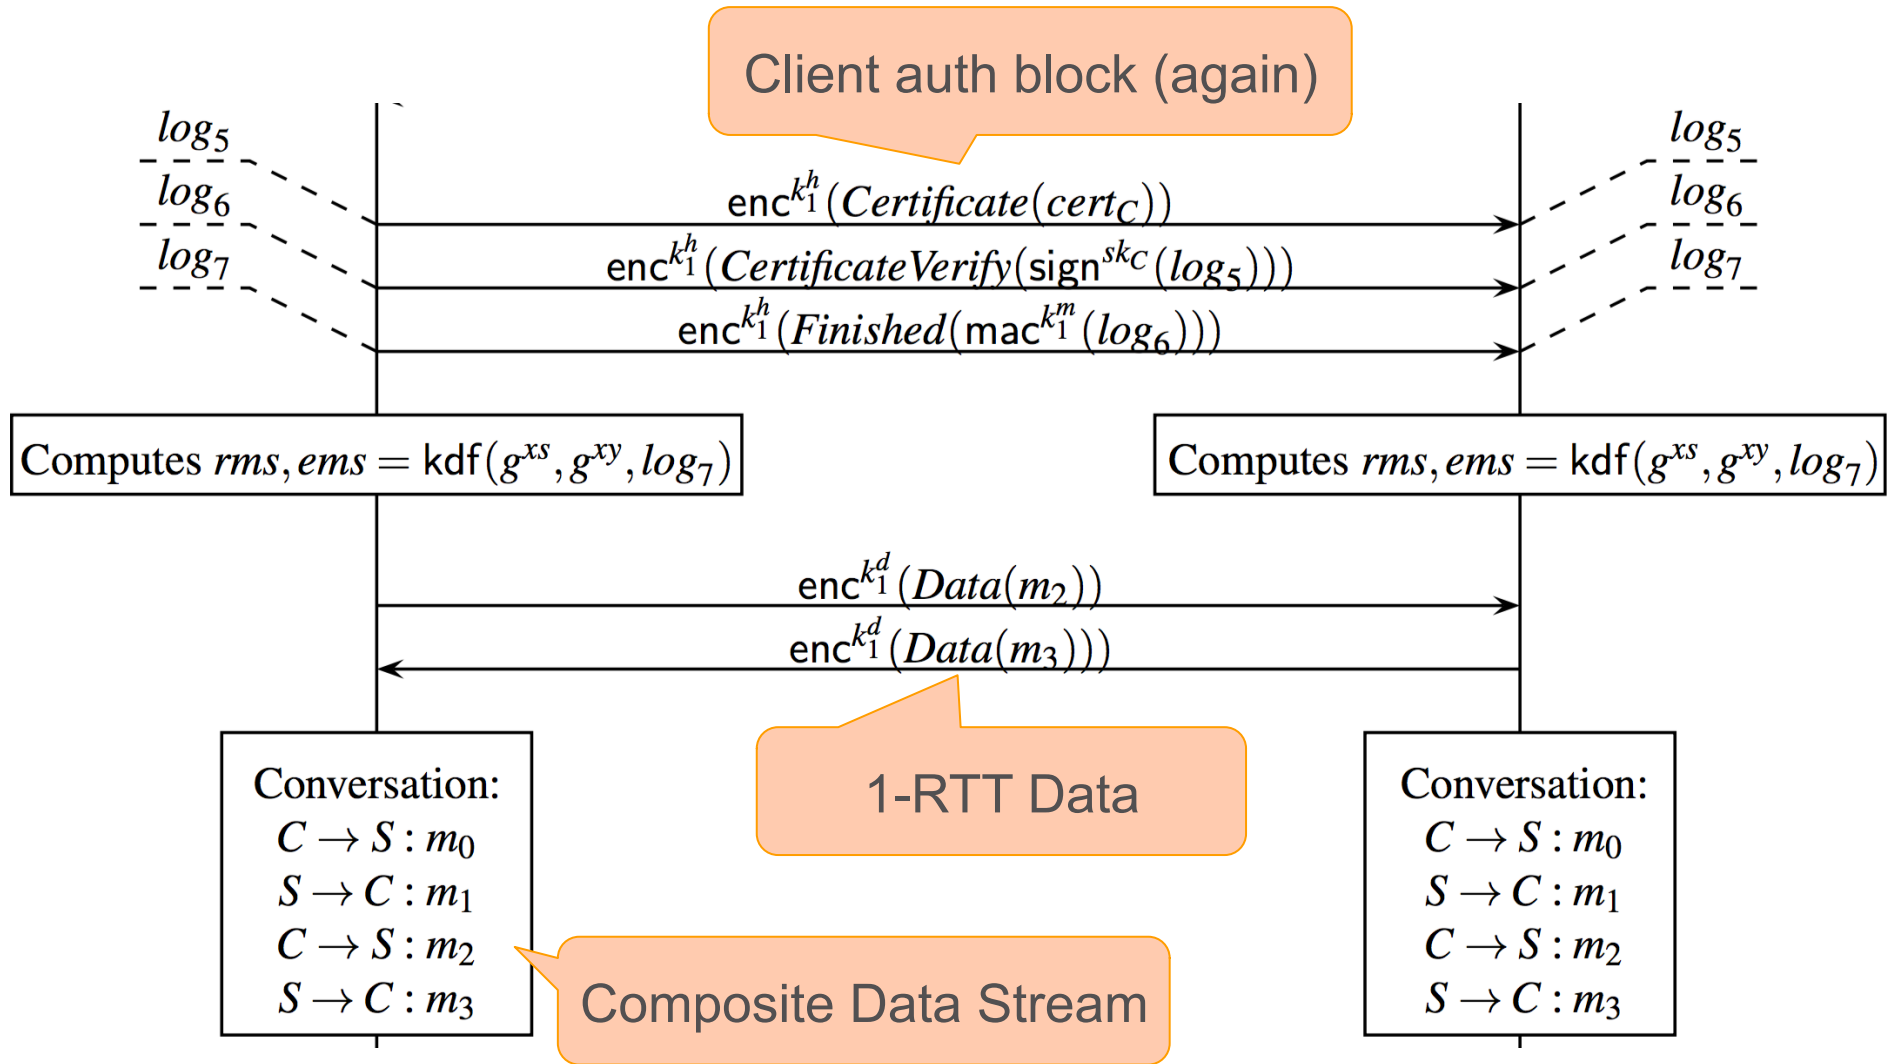 Client auth block (again)
log₅ log₅
enc^{k₁^h}(Certificate(cert_C))
log₆ log₆
enc^{k₁^h}(CertificateVerify(sign^{sk_C}(log₅)))
log₇ log₇
enc^{k₁^h}(Finished(mac^{k₁^m}(log₆)))
Computes rms, ems = kdf(g^{xs}, g^{xy}, log₇) Computes rms, ems = kdf(g^{xs}, g^{xy}, log₇)
enc^{k₁^d}(Data(m₂))
enc^{k₁^d}(Data(m₃)))
1-RTT Data
Conversation:
C → S : m₀
S → C : m₁
C → S : m₂
S → C : m₃
Composite Data Stream
Conversation:
C → S : m₀
S → C : m₁
C → S : m₂
S → C : m₃